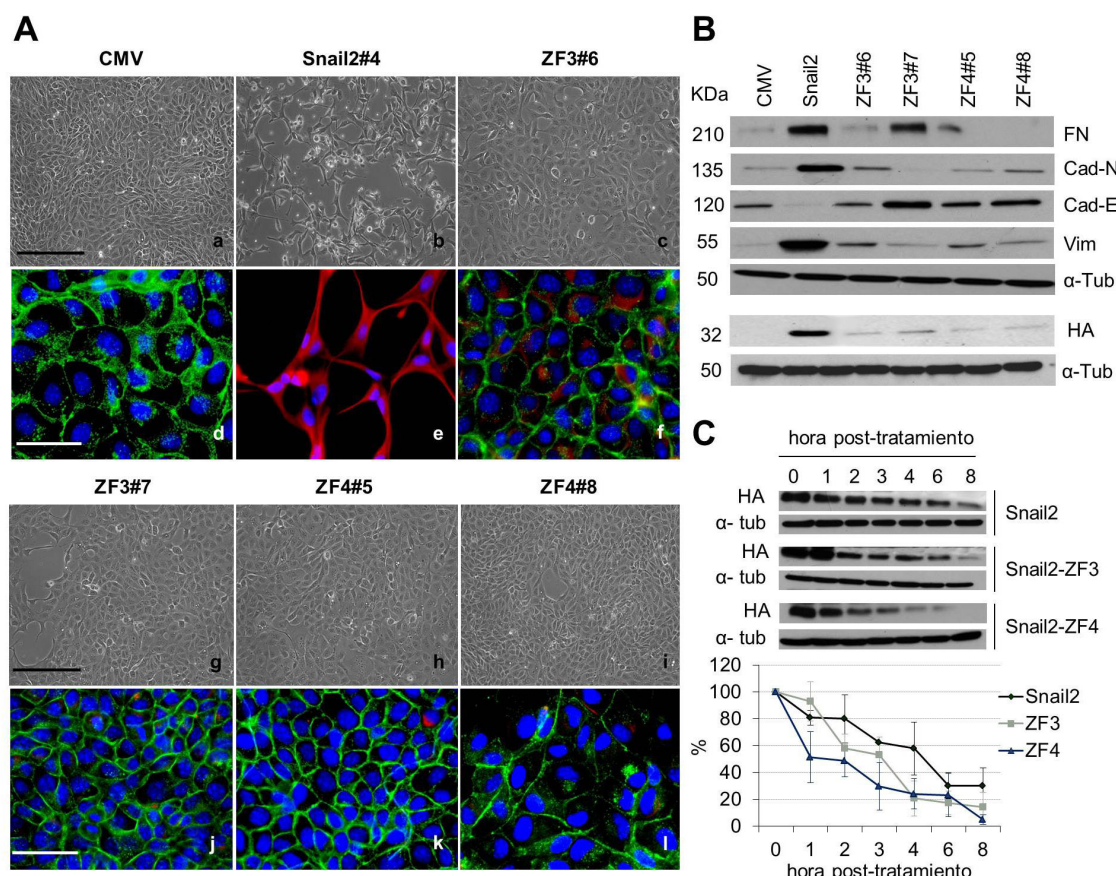 A
CMV Snail2#4 ZF3#6
a b c
d e f
ZF3#7 ZF4#5 ZF4#8
g h i
j k l
B
KDa CMV Snail2 ZF3#6 ZF3#7 ZF4#5 ZF4#8
210 FN
135 Cad-N
120 Cad-E
55 Vim
50 α-Tub
32 HA
50 α-Tub
C
hora post-tratamiento
0 1 2 3 4 6 8
HA
α- tub
Snail2
HA
α- tub
Snail2-ZF3
HA
α- tub
Snail2-ZF4
120
100
80
60
40
20
0
%
Snail2
ZF3
ZF4
0 1 2 3 4 6 8
hora post-tratamiento